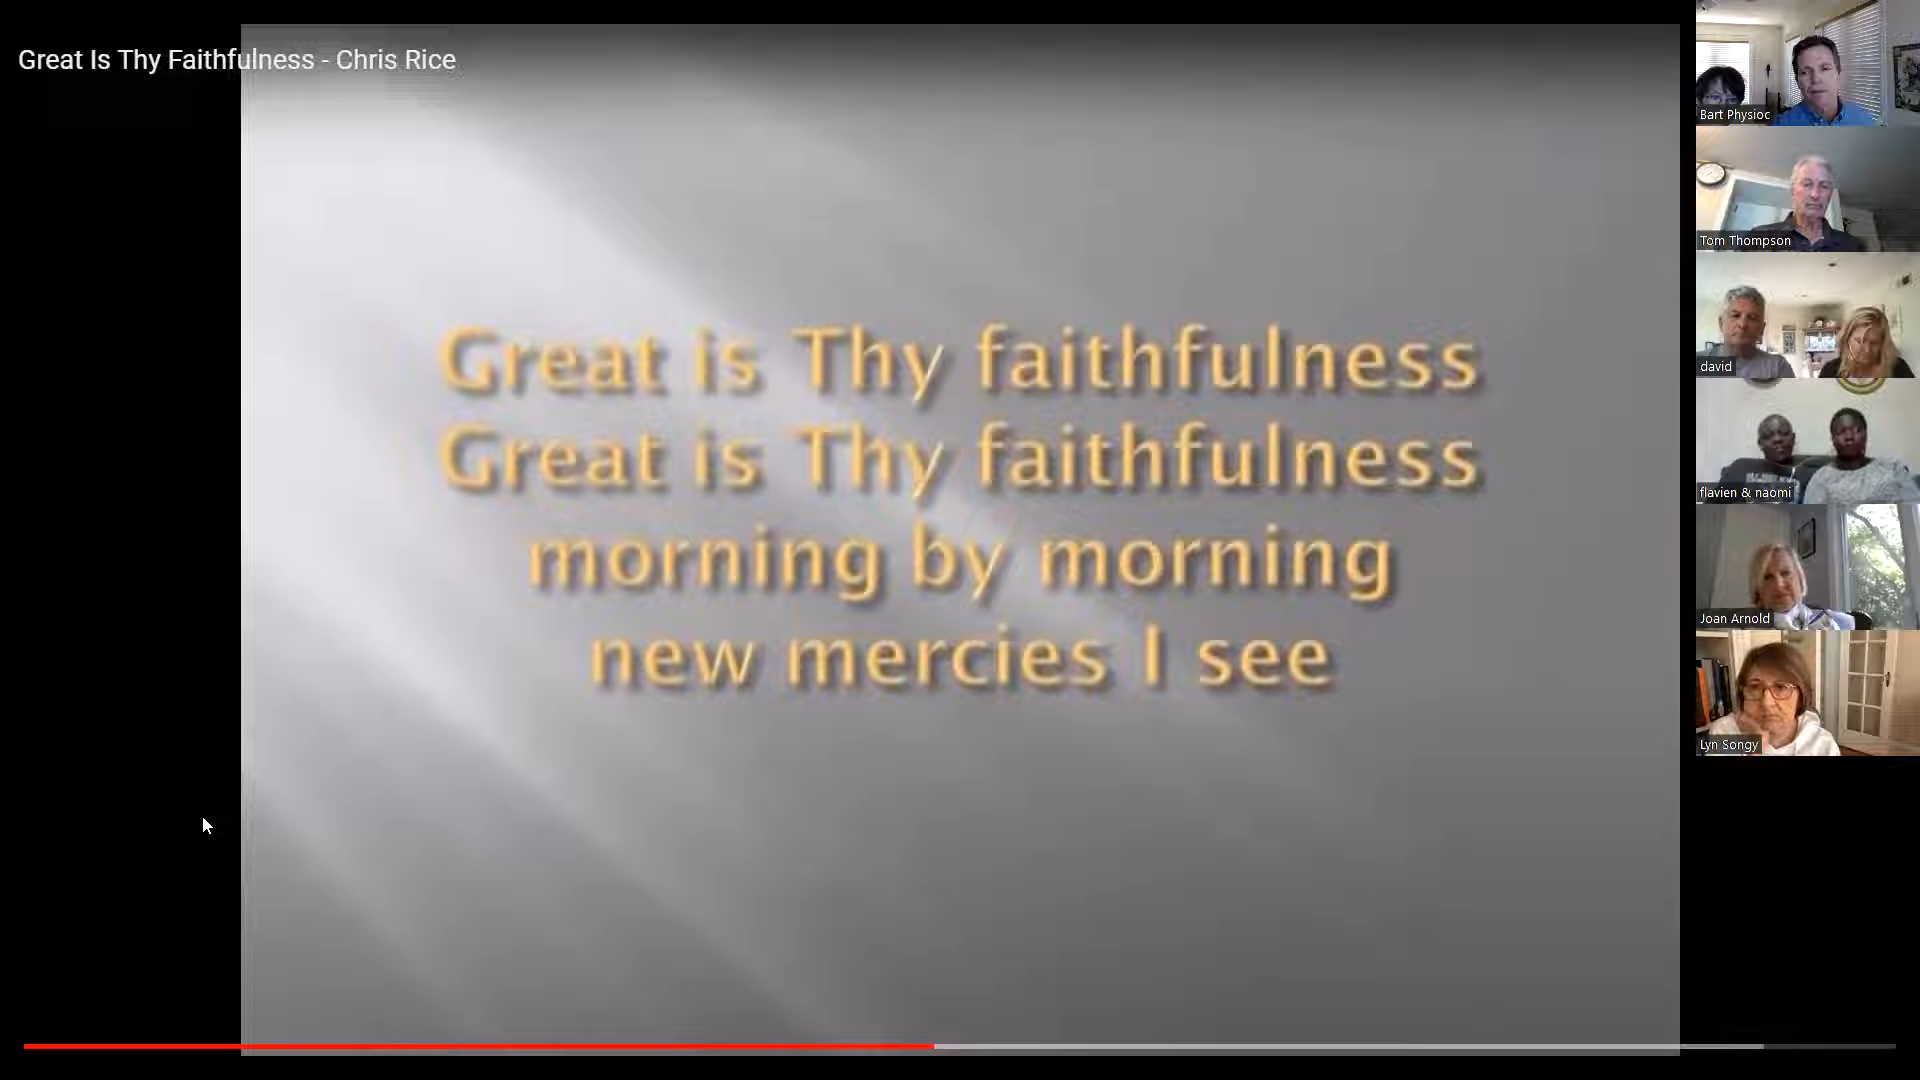 Great Is Thy Faithfulness - Chris Rice
Great is Thy faithfulness
Great is Thy faithfulness
morning by morning
new mercies I see
Bart Physioc
Tom Thompson
david
flavien & naomi
Joan Arnold
Lyn Songy